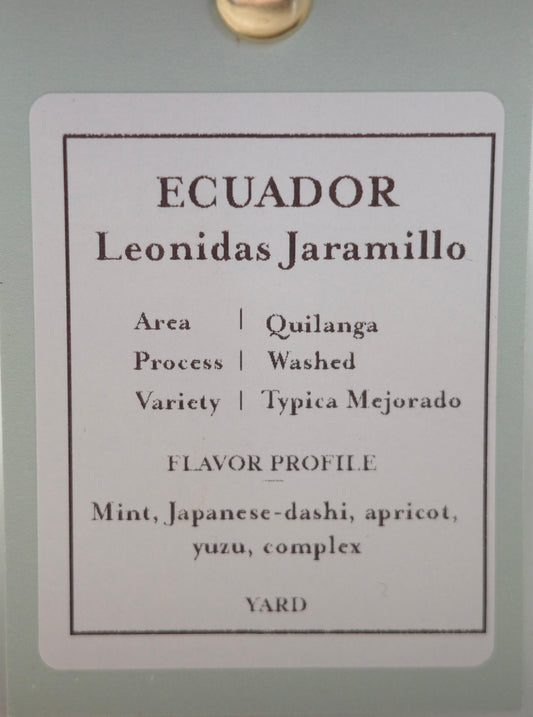 ECUADOR
Leonidas Jaramillo
Area | Quilanga
Process | Washed
Variety | Typica Mejorado
FLAVOR PROFILE
Mint, Japanese-dashi, apricot,
yuzu, complex
YARD